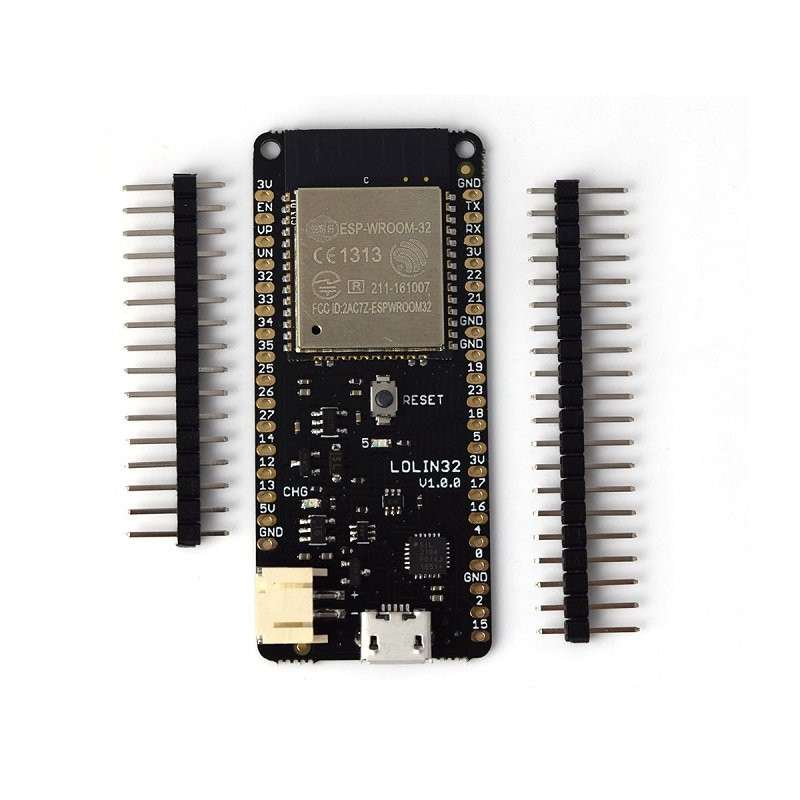 C
3V
EN
VP
VN
32
33
34
35
25
26
27
14
12
13
5V
GND
ESP-WROOM-32
CE1313
R 211-161007
FCC ID:2AC7Z-ESPWROOM32
RESET
5
LOLIN32
V1.0.0
CHG
+
-
GND
TX
RX
3V
22
21
GND
GND
19
23
18
5
3V
17
16
4
0
GND
2
15